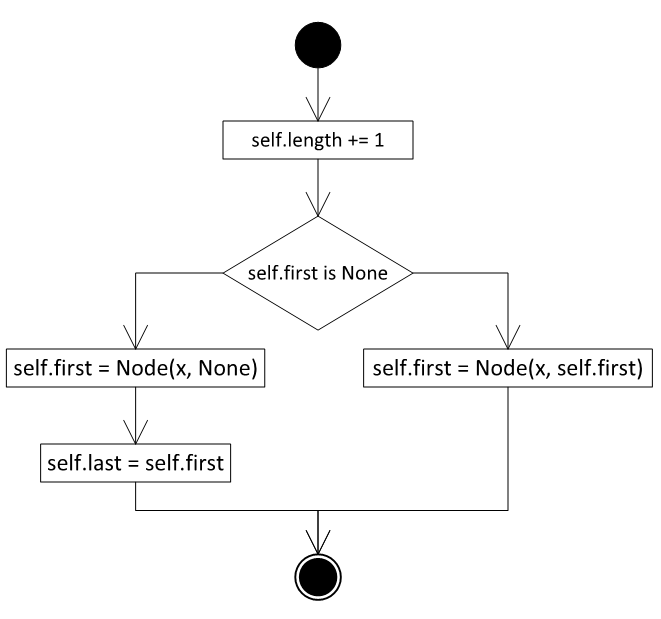 self.length += 1
self.first is None
self.first = Node(x, None)
self.first = Node(x, self.first)
self.last = self.first